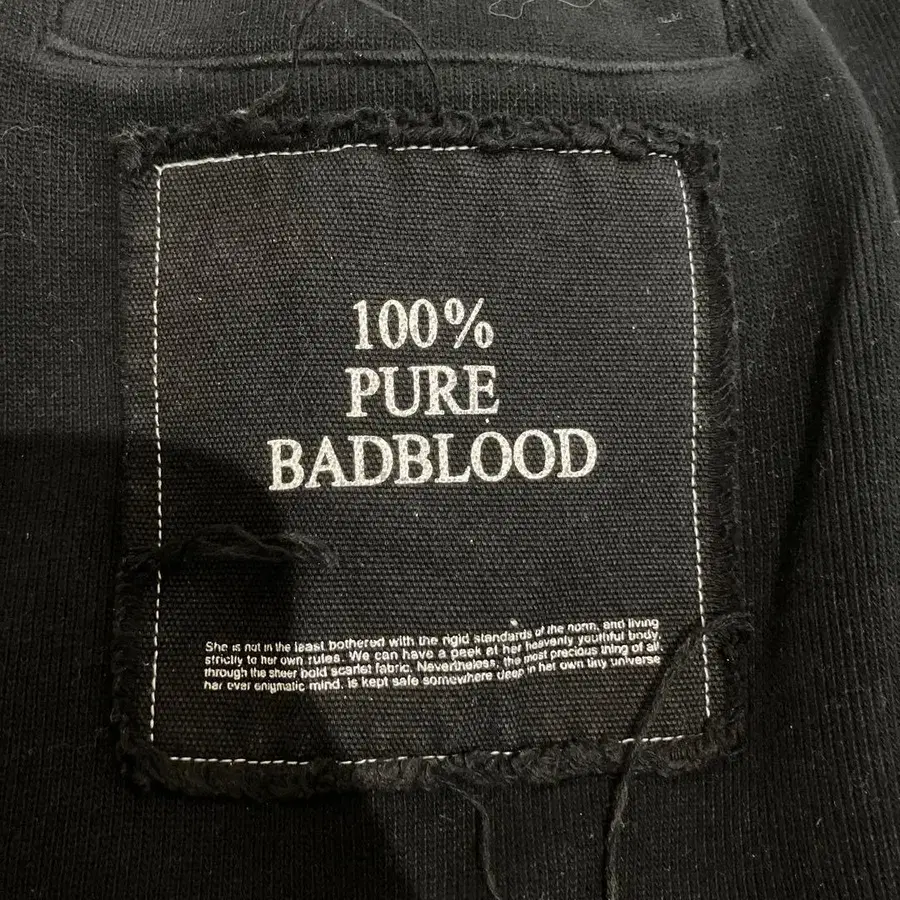 100%
PURE
BADBLOOD
She is not in the least bothered with the rigid standards of the norm, and living
strictly to her own rules. We can have a peek at her heavenly youthful body,
through the sheer bold scarlet fabric. Nevertheless, the most precious thing of all,
her ever enigmatic mind, is kept safe somewhere deep in her own tiny universe